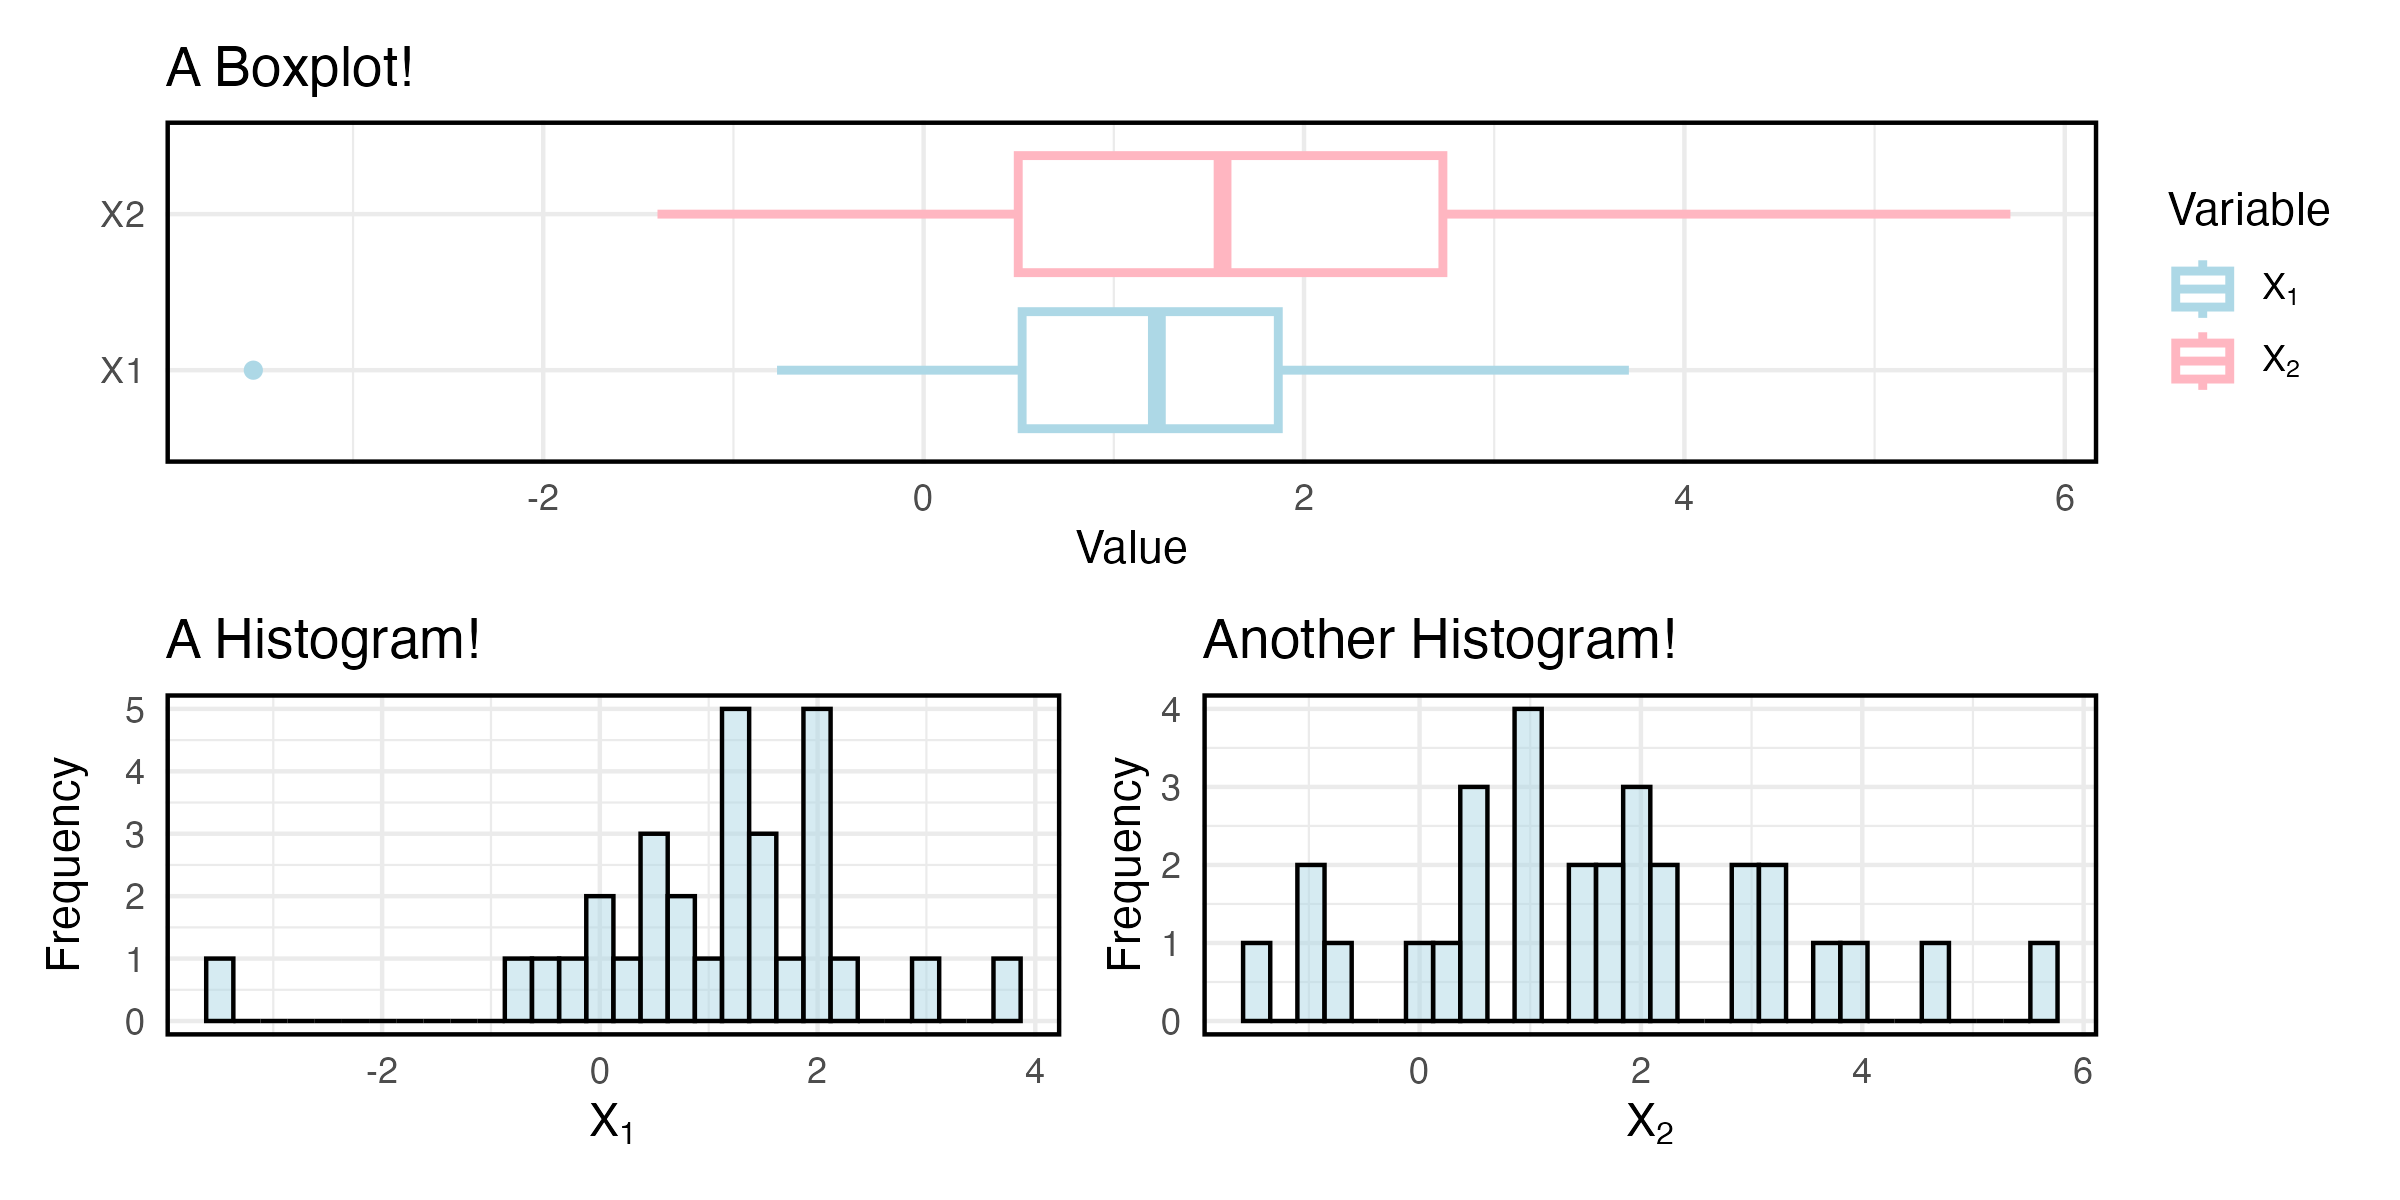 A Boxplot!
X2
X1
-2 0 2 4 6
Value
Variable
X₁
X₂
A Histogram!
5
4
3
2
1
0
Frequency
-2 0 2 4
X₁
Another Histogram!
4
3
2
1
0
Frequency
0 2 4 6
X₂